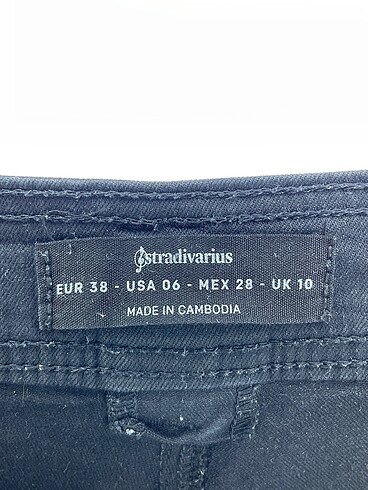 stradivarius
EUR 38 - USA 06 - MEX 28 - UK 10
MADE IN CAMBODIA